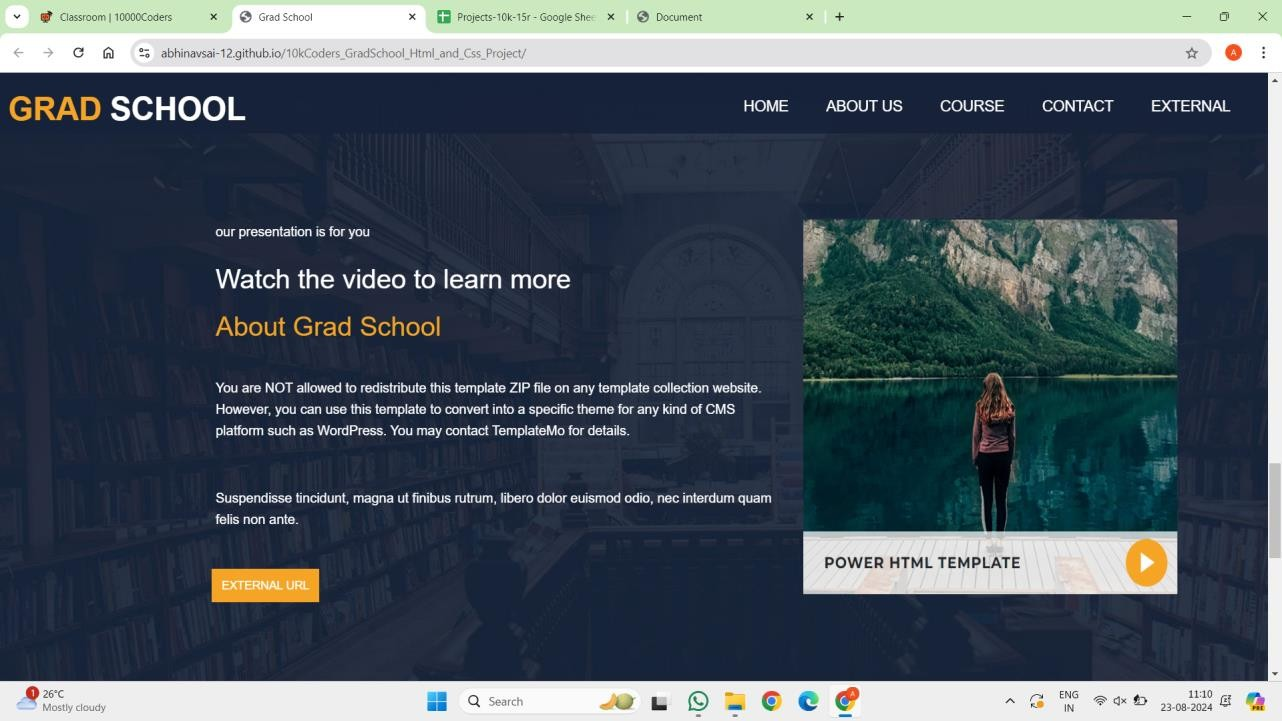 Classroom | 10000Coders
Grad School
Projects-10k-15r - Google Shee
Document
abhinavsai-12.github.io/10kCoders_GradSchool_Html_and_Css_Project/
A
GRAD SCHOOL
HOME
ABOUT US
COURSE
CONTACT
EXTERNAL
our presentation is for you
Watch the video to learn more
About Grad School
You are NOT allowed to redistribute this template ZIP file on any template collection website.
However, you can use this template to convert into a specific theme for any kind of CMS
platform such as WordPress. You may contact TemplateMo for details.
Suspendisse tincidunt, magna ut finibus rutrum, libero dolor euismod odio, nec interdum quam
felis non ante.
EXTERNAL URL
POWER HTML TEMPLATE
1
26°C
Mostly cloudy
Search
A
ENG
IN
11:10
23-08-2024
PRE